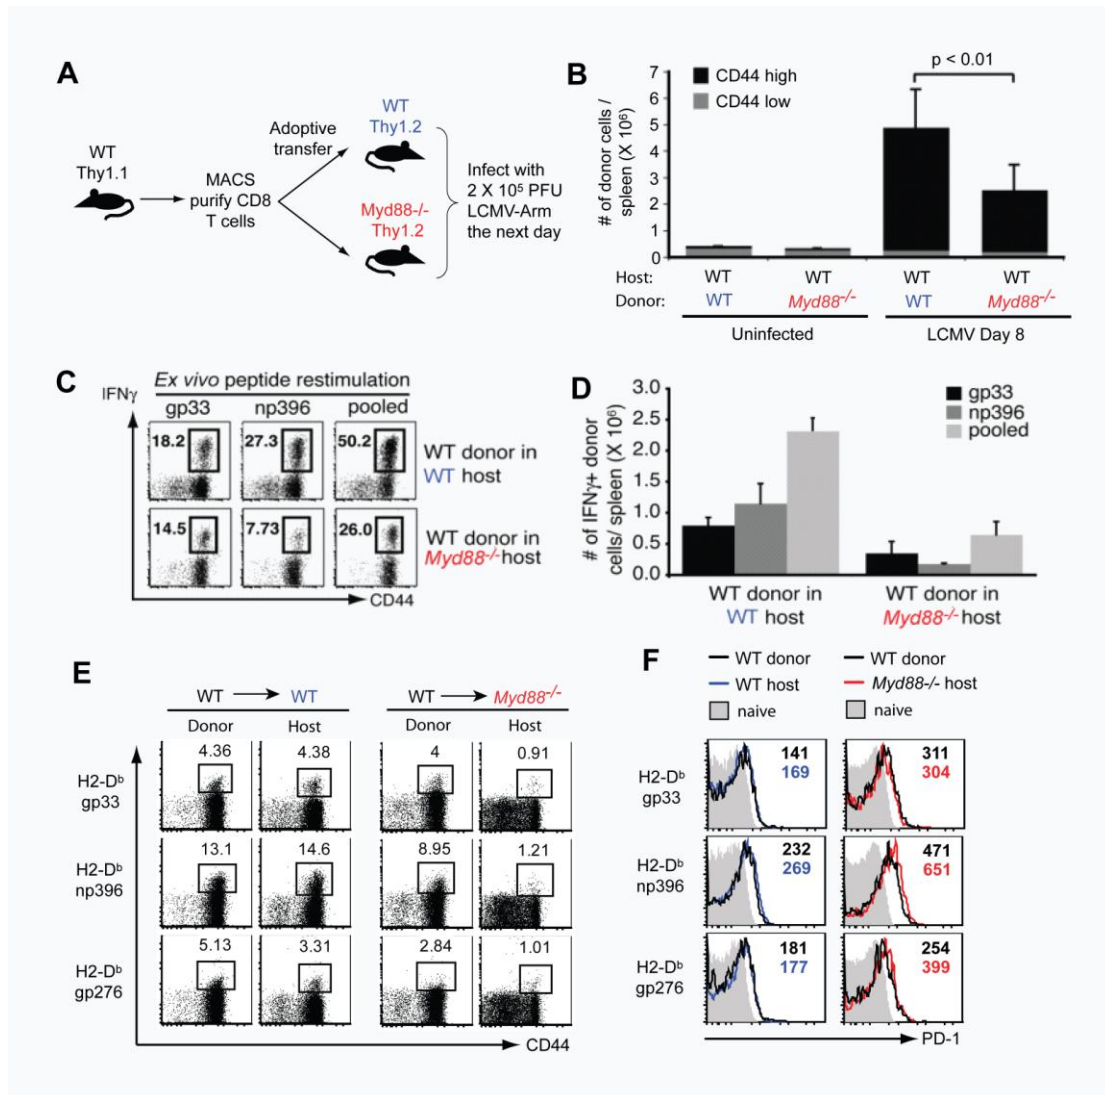 A
WT
Thy1.1
MACS
purify CD8
T cells
Adoptive
transfer
WT
Thy1.2
Myd88-/-
Thy1.2
Infect with
2 X 10⁵ PFU
LCMV-Arm
the next day
B
# of donor cells /
spleen (X 10⁶)
7
6
5
4
3
2
1
0
CD44 high
CD44 low
p < 0.01
Host: WT WT WT WT
Donor: WT Myd88⁻/⁻ WT Myd88⁻/⁻
Uninfected LCMV Day 8
C
IFNγ
Ex vivo peptide restimulation
gp33 np396 pooled
18.2 27.3 50.2
WT donor in
WT host
14.5 7.73 26.0
WT donor in
Myd88⁻/⁻ host
CD44
D
# of IFNγ+ donor
cells/ spleen (X 10⁶)
3.0
2.5
2.0
1.5
1.0
0.5
0.0
gp33
np396
pooled
WT donor in
WT host
WT donor in
Myd88⁻/⁻ host
E
WT WT WT Myd88⁻/⁻
Donor Host Donor Host
H2-Dᵇ
gp33
4.36 4.38 4 0.91
H2-Dᵇ
np396
13.1 14.6 8.95 1.21
H2-Dᵇ
gp276
5.13 3.31 2.84 1.01
CD44
F
WT donor WT donor
WT host Myd88-/- host
naive naive
H2-Dᵇ
gp33
141
169
311
304
H2-Dᵇ
np396
232
269
471
651
H2-Dᵇ
gp276
181
177
254
399
PD-1